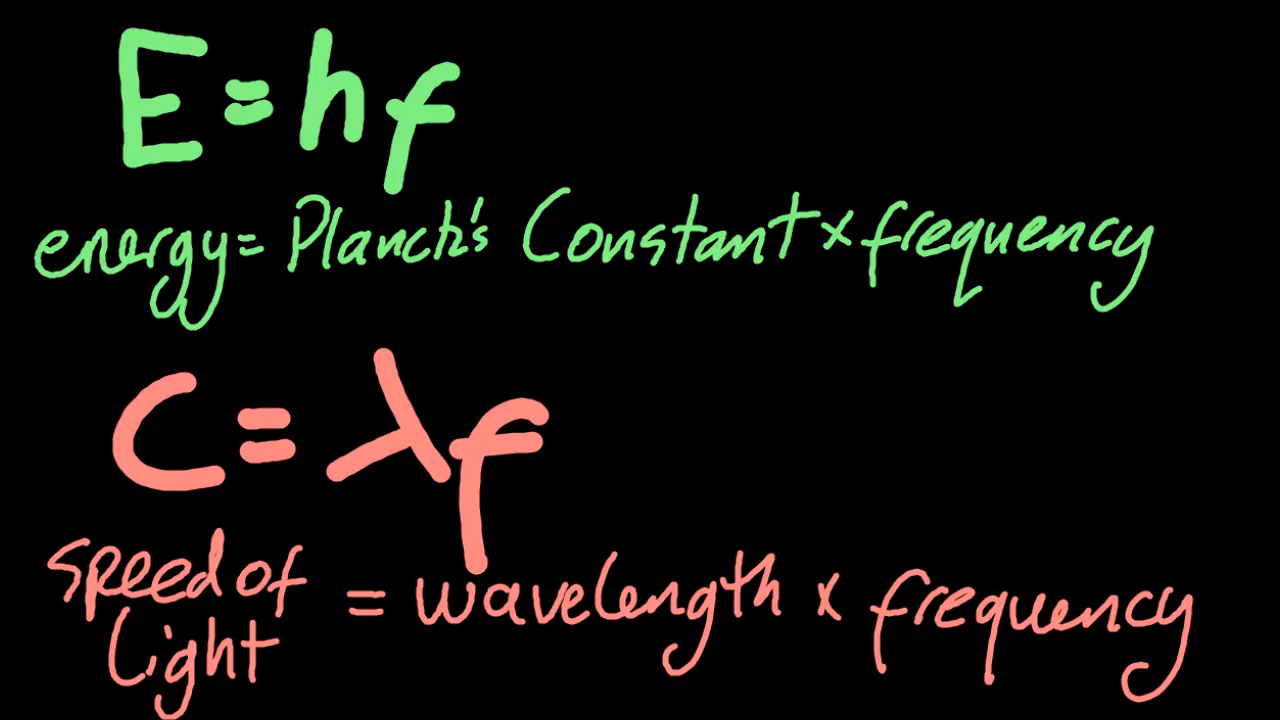 E=hf
energy= Planck's Constant × frequency
C=λf
speed of
light = wavelength × frequency